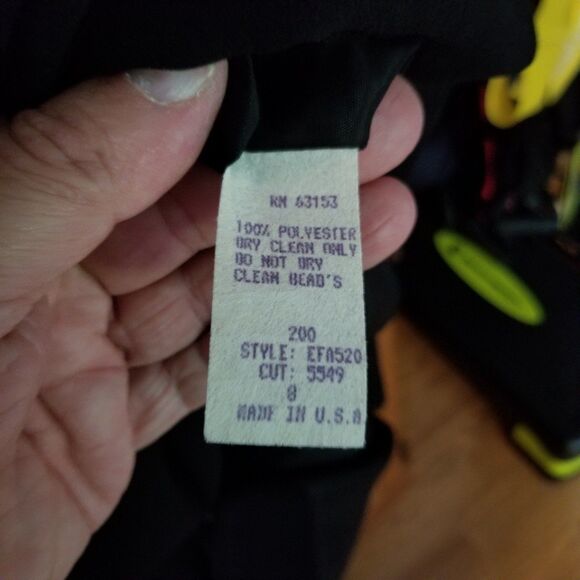 RN 63153
100% POLYESTER
DRY CLEAN ONLY
DO NOT DRY
CLEAN BEAD'S
200
STYLE: EFA520
CUT: 5549
8
MADE IN U.S.A